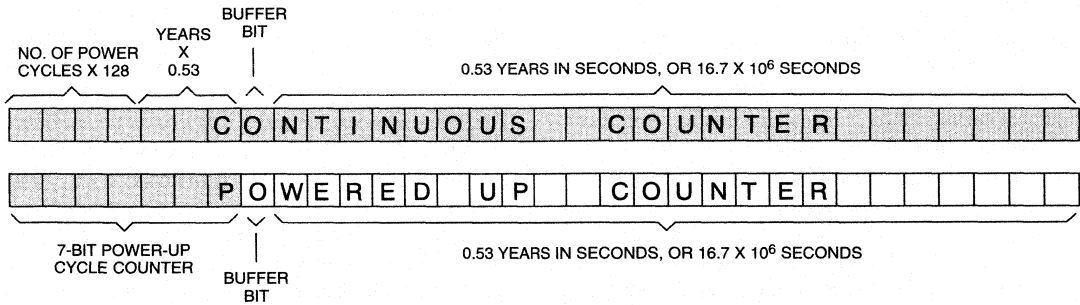 NO. OF POWER
CYCLES X 128
YEARS
X
0.53
BUFFER
BIT
0.53 YEARS IN SECONDS, OR 16.7 X 10⁶ SECONDS
CONTINUOUS COUNTER
POWERED UP COUNTER
7-BIT POWER-UP
CYCLE COUNTER
BUFFER
BIT
0.53 YEARS IN SECONDS, OR 16.7 X 10⁶ SECONDS